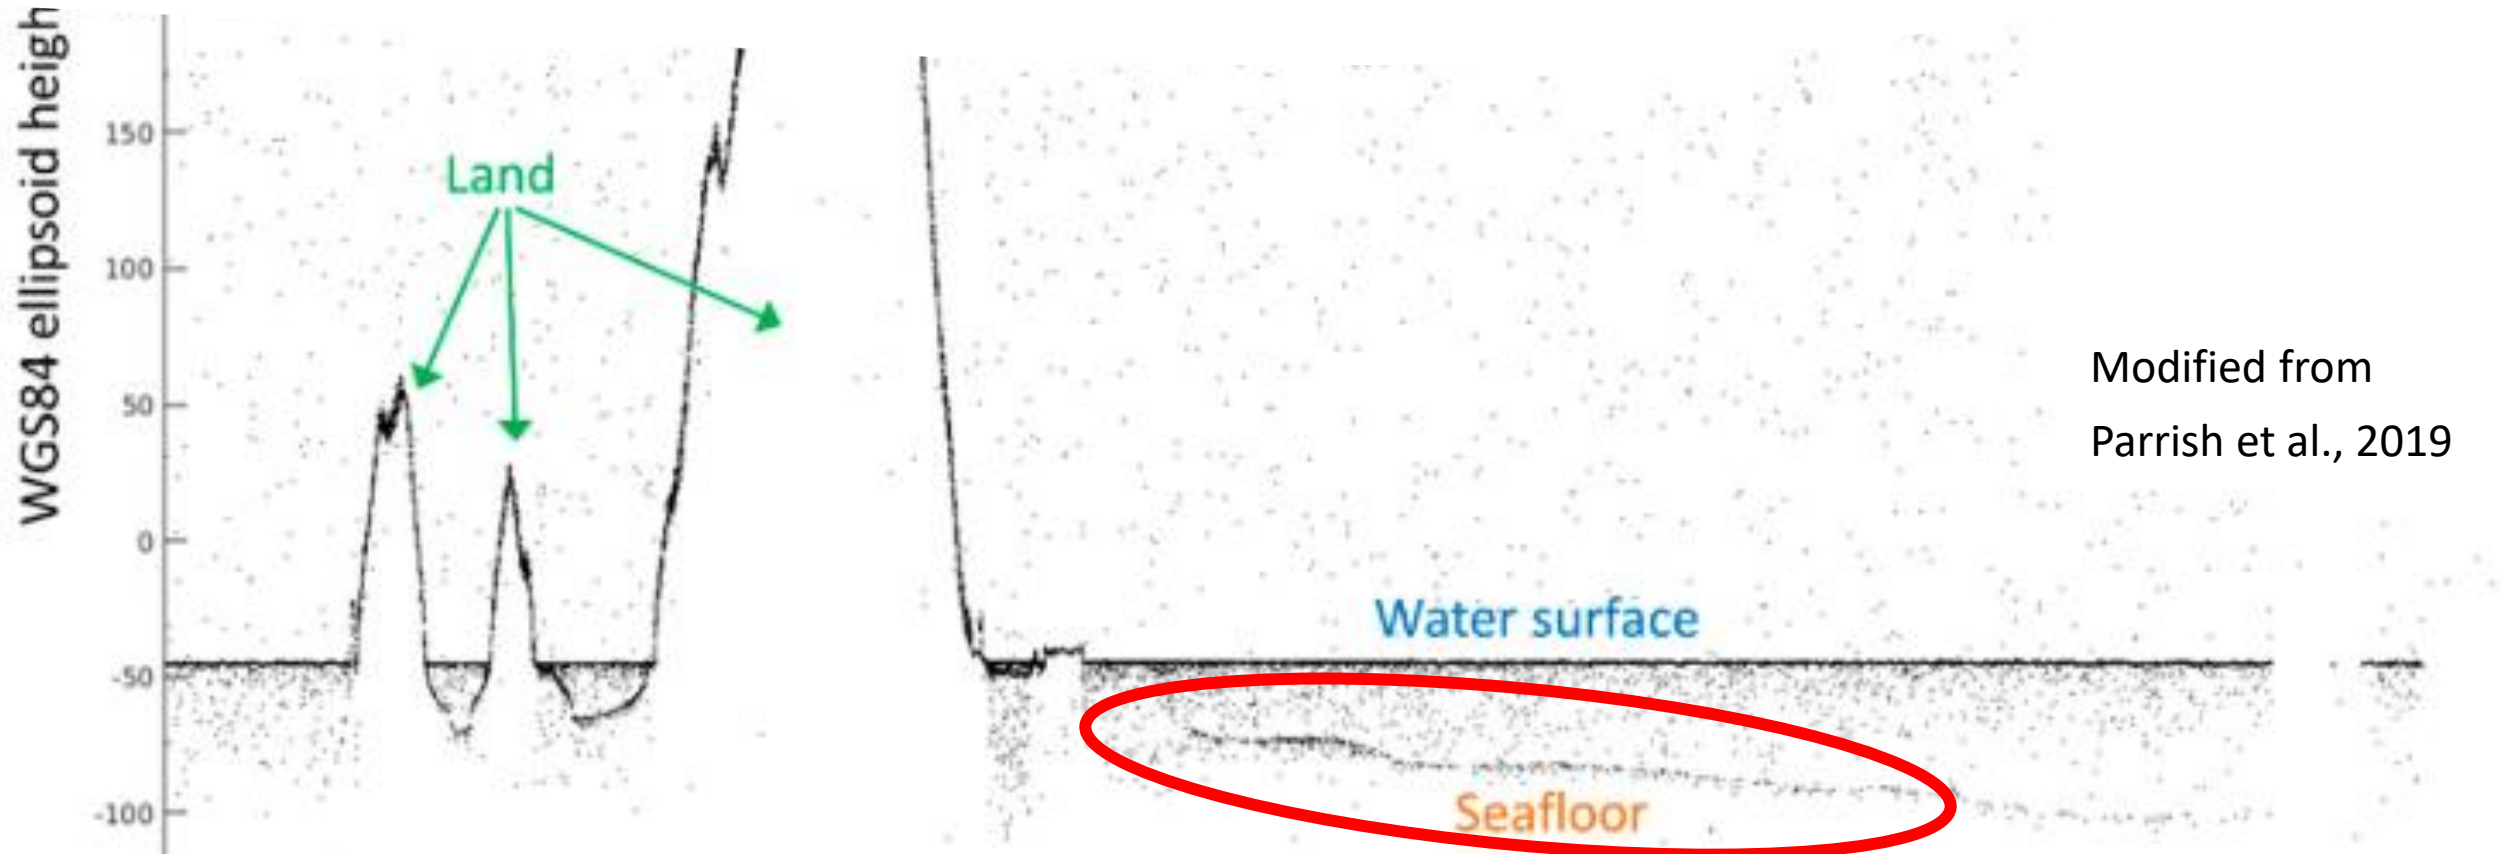 WGS84 ellipsoid heigh
150
100
50
0
-50
-100
Land
Water surface
Seafloor
Modified from
Parrish et al., 2019